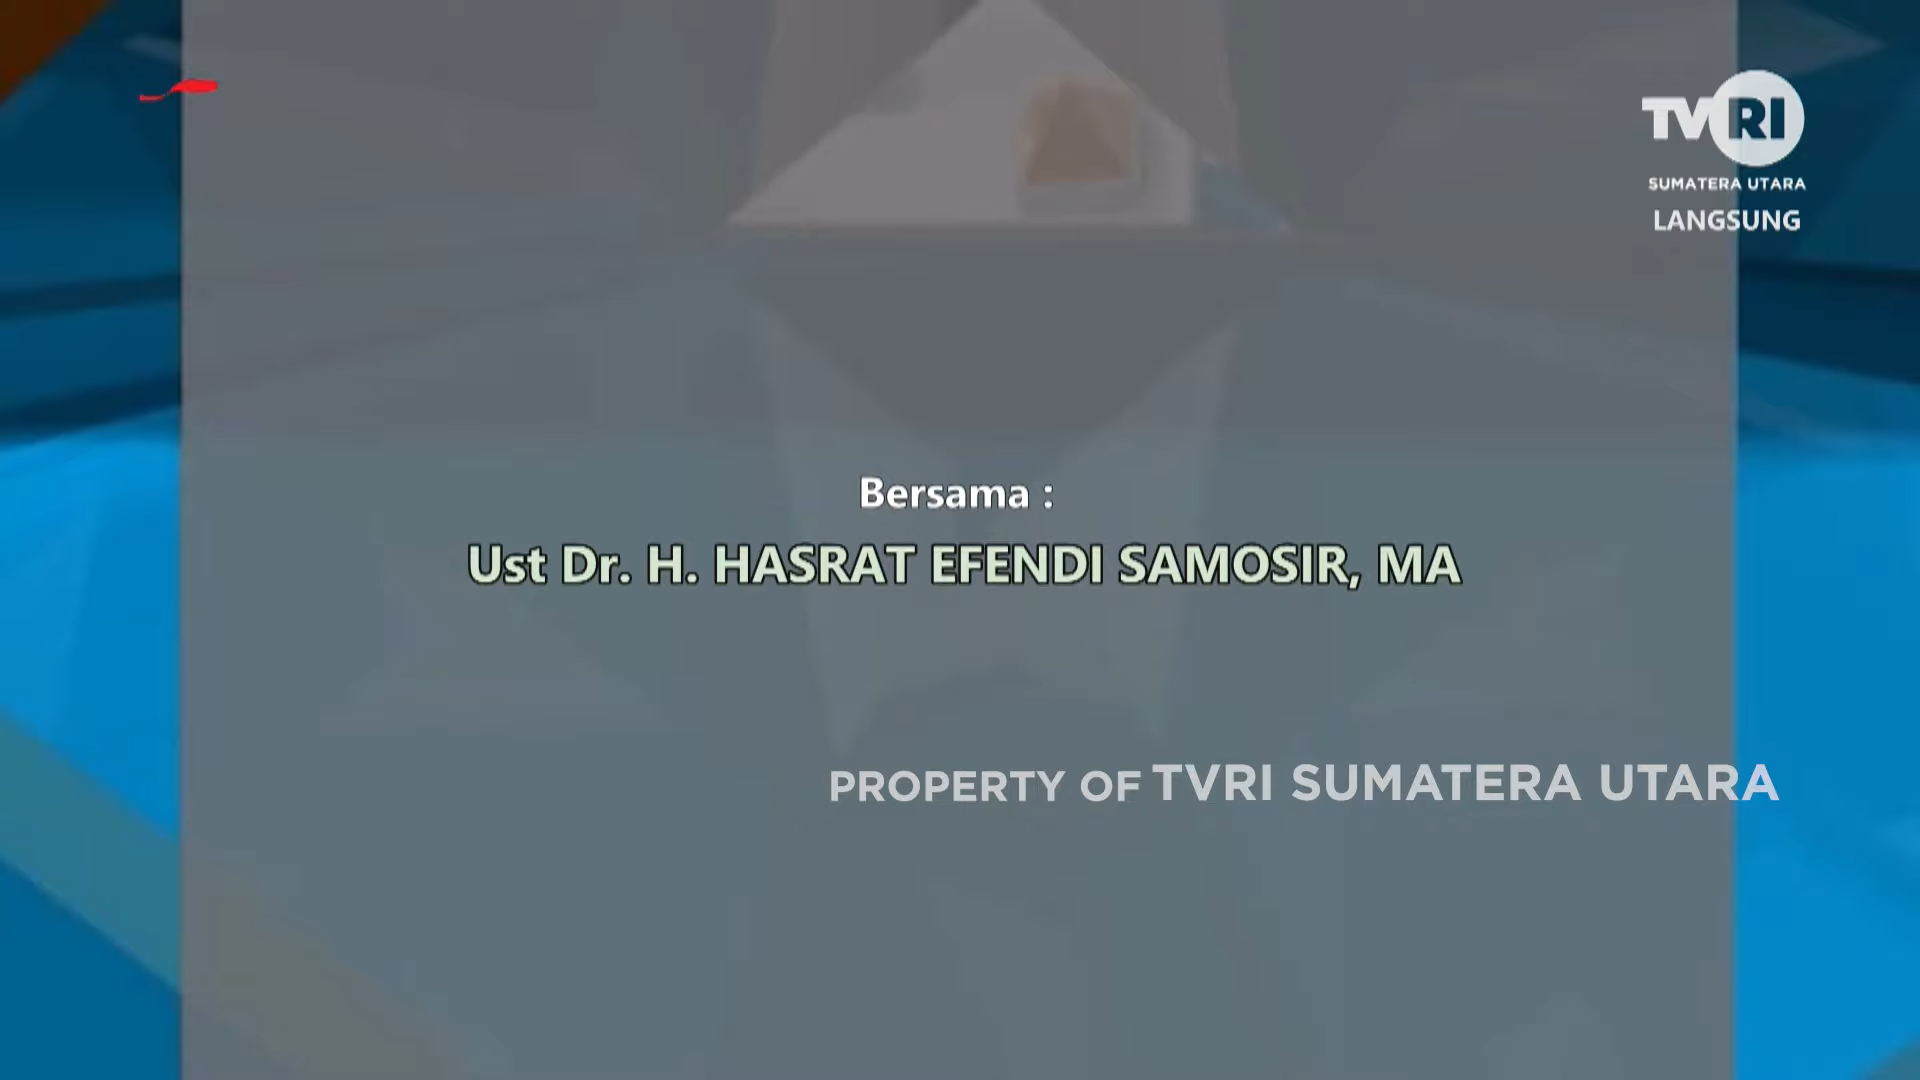 TVRI
SUMATERA UTARA
LANGSUNG
Bersama :
Ust Dr. H. HASRAT EFENDI SAMOSIR, MA
PROPERTY OF TVRI SUMATERA UTARA